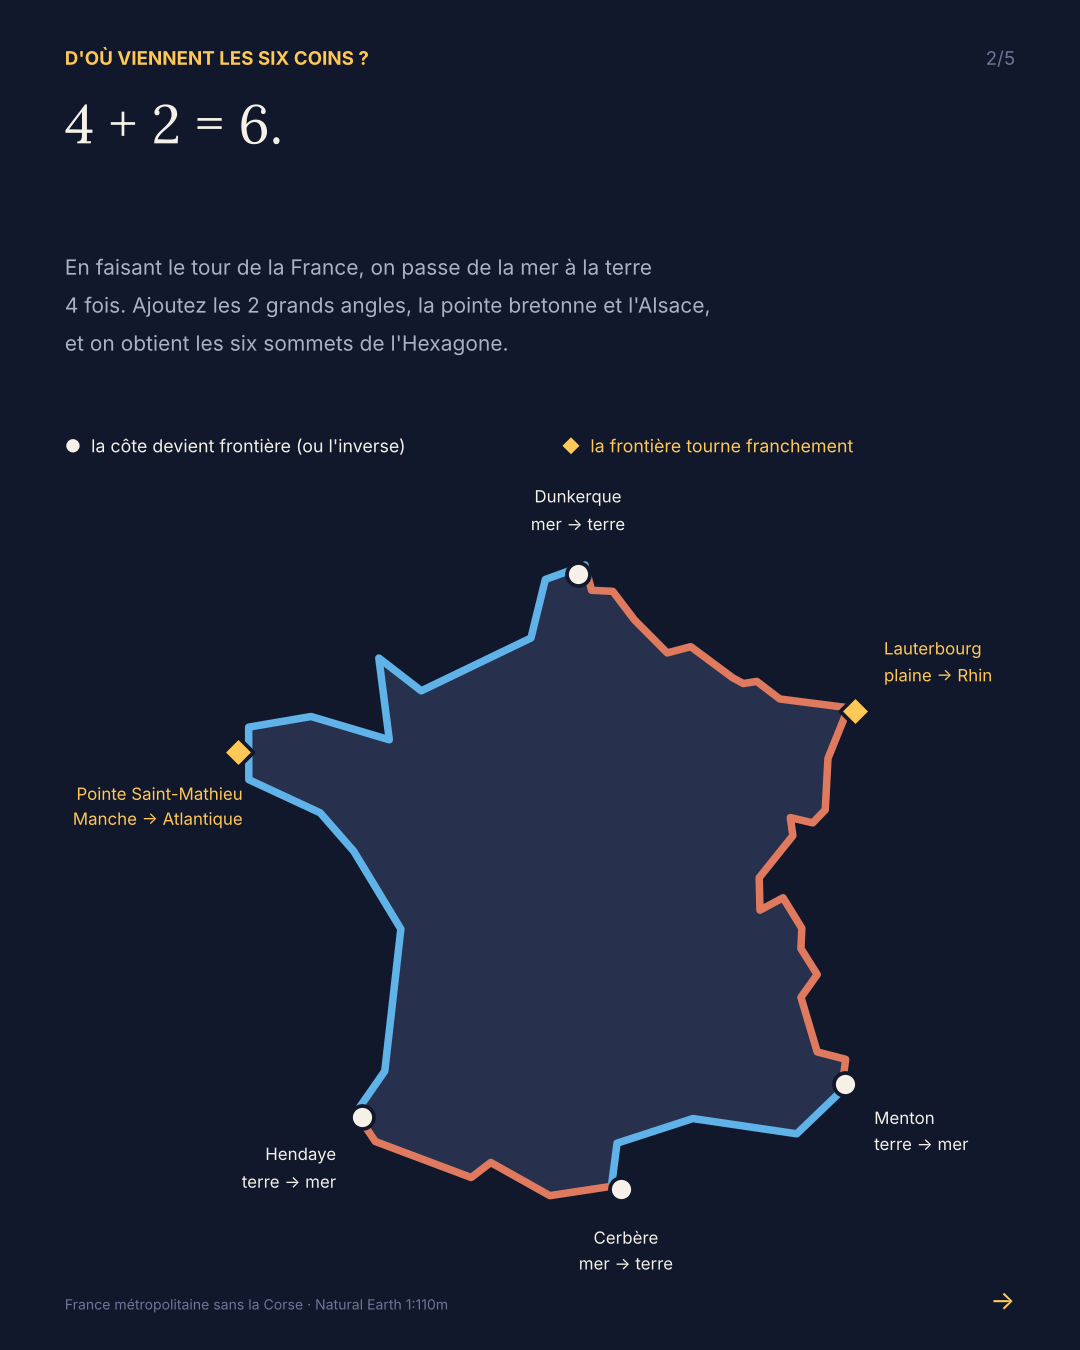 D'OÙ VIENNENT LES SIX COINS ?
2/5
4 + 2 = 6.
En faisant le tour de la France, on passe de la mer à la terre
4 fois. Ajoutez les 2 grands angles, la pointe bretonne et l'Alsace,
et on obtient les six sommets de l'Hexagone.
la côte devient frontière (ou l'inverse)
la frontière tourne franchement
Dunkerque
mer → terre
Lauterbourg
plaine → Rhin
Pointe Saint-Mathieu
Manche → Atlantique
Menton
terre → mer
Hendaye
terre → mer
Cerbère
mer → terre
France métropolitaine sans la Corse · Natural Earth 1:110m
→